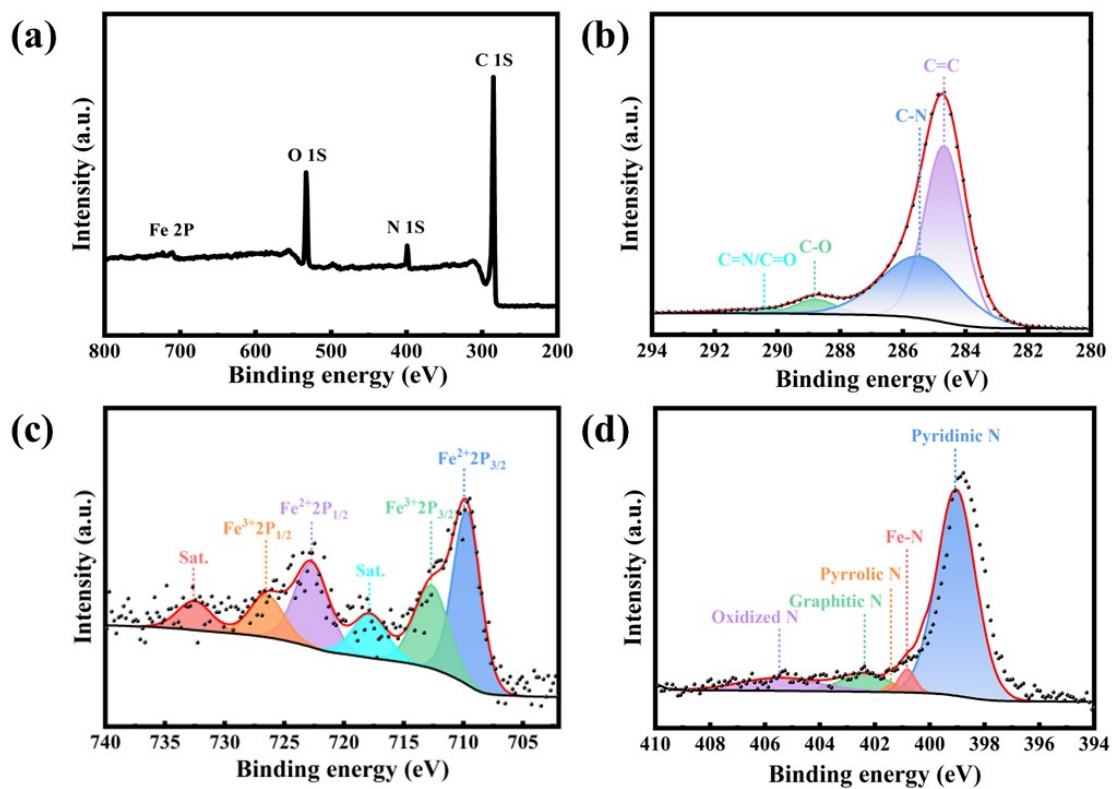 (a)
Intensity (a.u.)
Fe 2P
O 1S
N 1S
C 1S
800 700 600 500 400 300 200
Binding energy (eV)
(b)
Intensity (a.u.)
C=N/C=O
C-O
C-N
C=C
294 292 290 288 286 284 282 280
Binding energy (eV)
(c)
Intensity (a.u.)
Sat.
Fe³⁺2P₁/₂
Fe²⁺2P₁/₂
Sat.
Fe³⁺2P₃/₂
Fe²⁺2P₃/₂
740 735 730 725 720 715 710 705
Binding energy (eV)
(d)
Intensity (a.u.)
Oxidized N
Graphitic N
Pyrrolic N
Fe-N
Pyridinic N
410 408 406 404 402 400 398 396 394
Binding energy (eV)